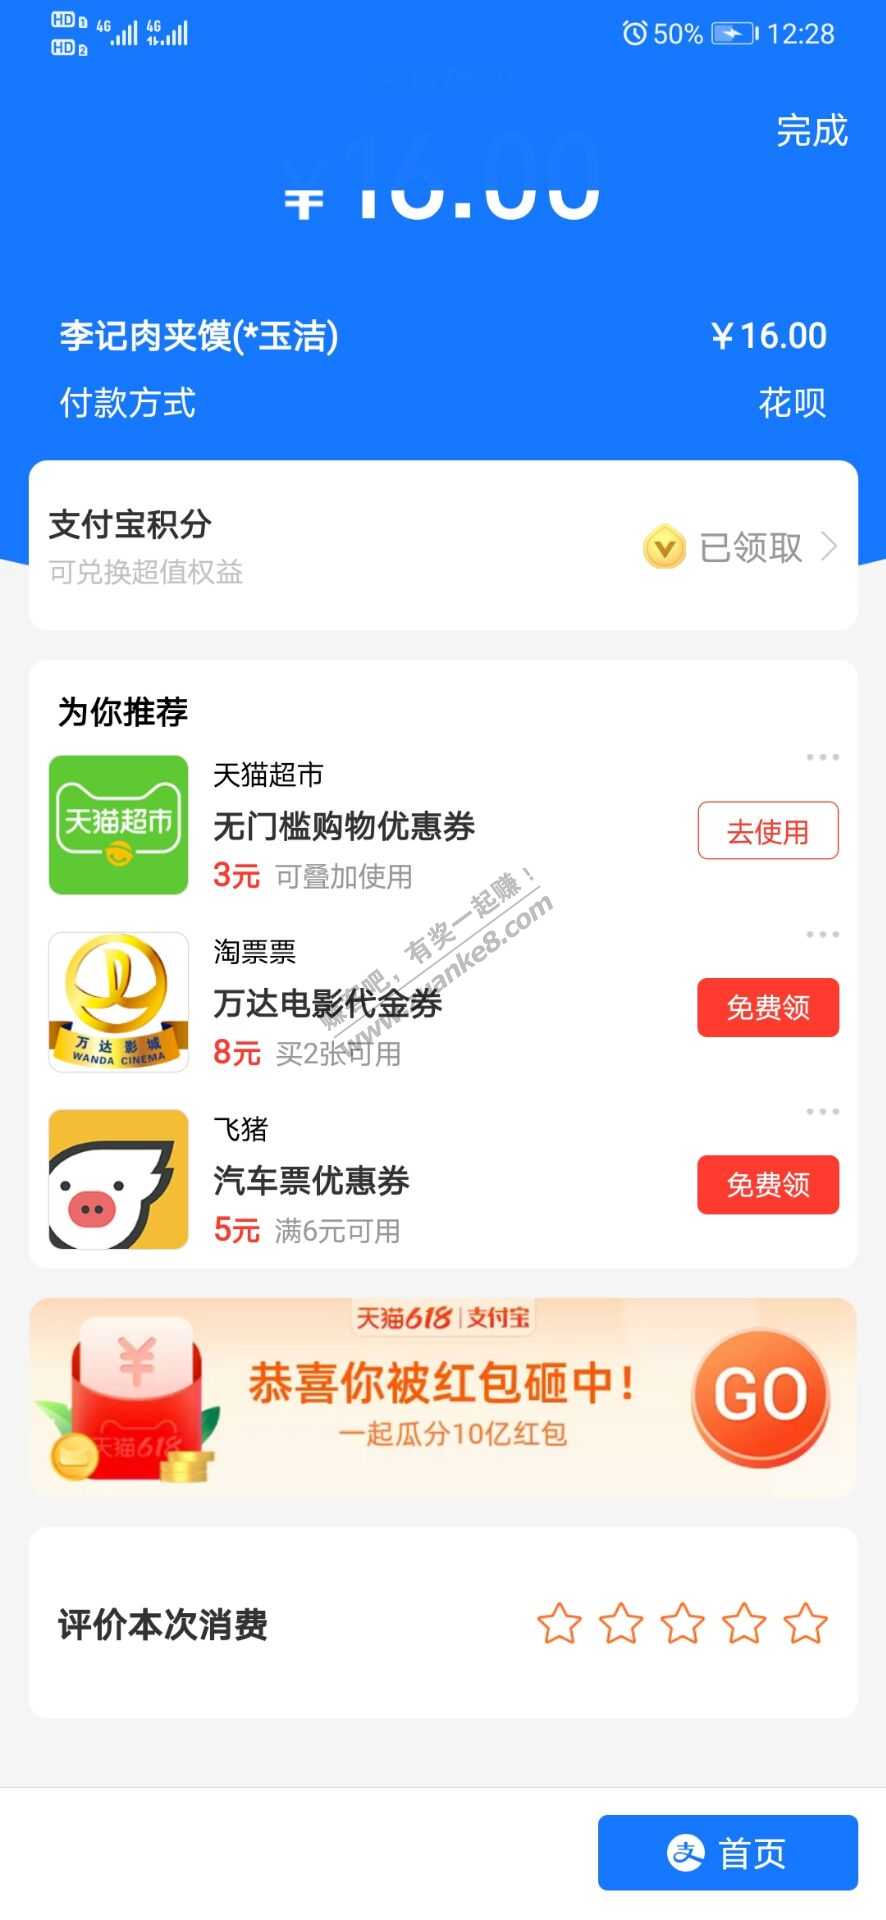 HD 1 4G 4G 50% 12:28
HD 2
完成
¥16.00
李记肉夹馍(*玉洁) ¥16.00
付款方式 花呗
支付宝积分
可兑换超值权益
已领取
为你推荐
天猫超市
天猫超市
无门槛购物优惠券
去使用
3元 可叠加使用
淘票票
万达电影代金券
免费领
8元 买2张可用
万达影城
WANDA CINEMA
飞猪
汽车票优惠券
免费领
5元 满6元可用
赚客吧，有奖一起赚！
www.zuanke8.com
天猫618|支付宝
恭喜你被红包砸中！
一起瓜分10亿红包
¥
天猫618
GO
评价本次消费
支 首页